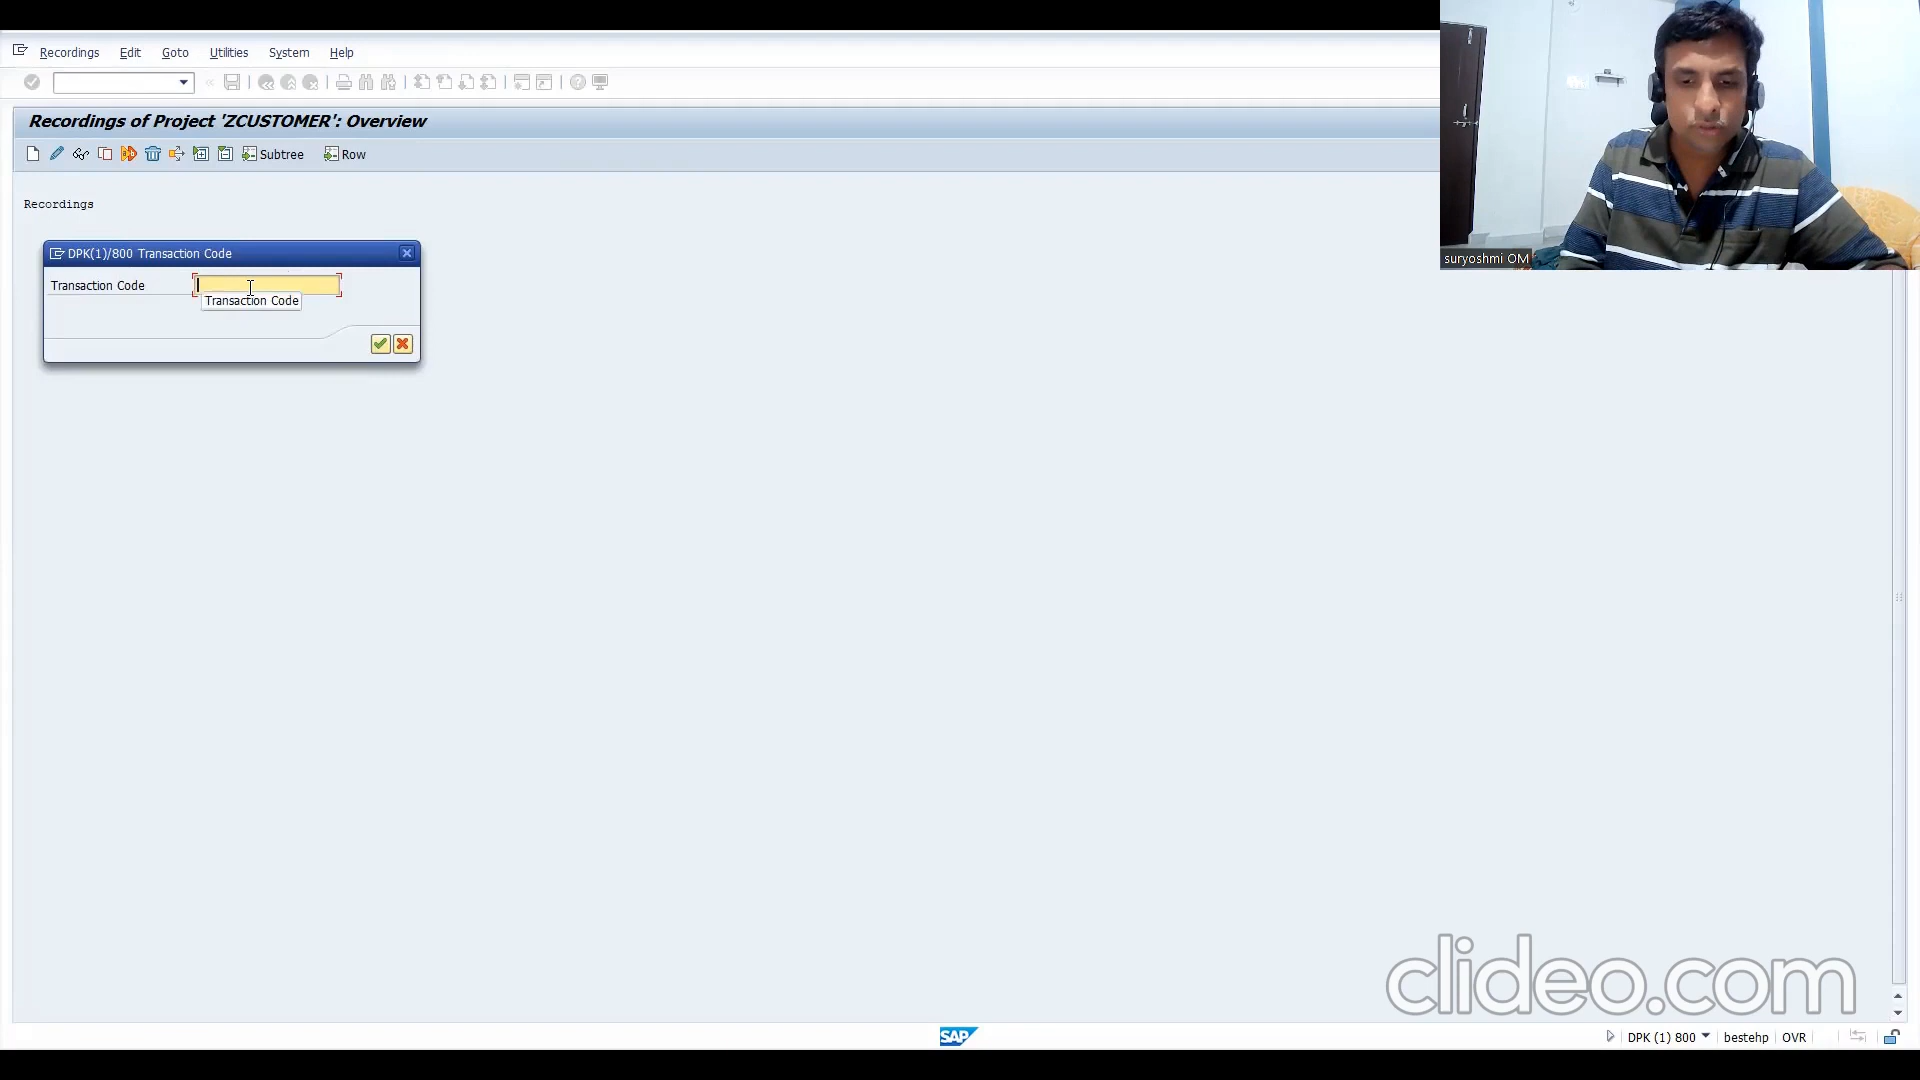 Recordings Edit Goto Utilities System Help
Recordings of Project 'ZCUSTOMER': Overview
Subtree Row
Recordings
DPK(1)/800 Transaction Code
Transaction Code
Transaction Code
suryoshmi OM
clideo.com
SAP
DPK (1) 800 bestehp OVR